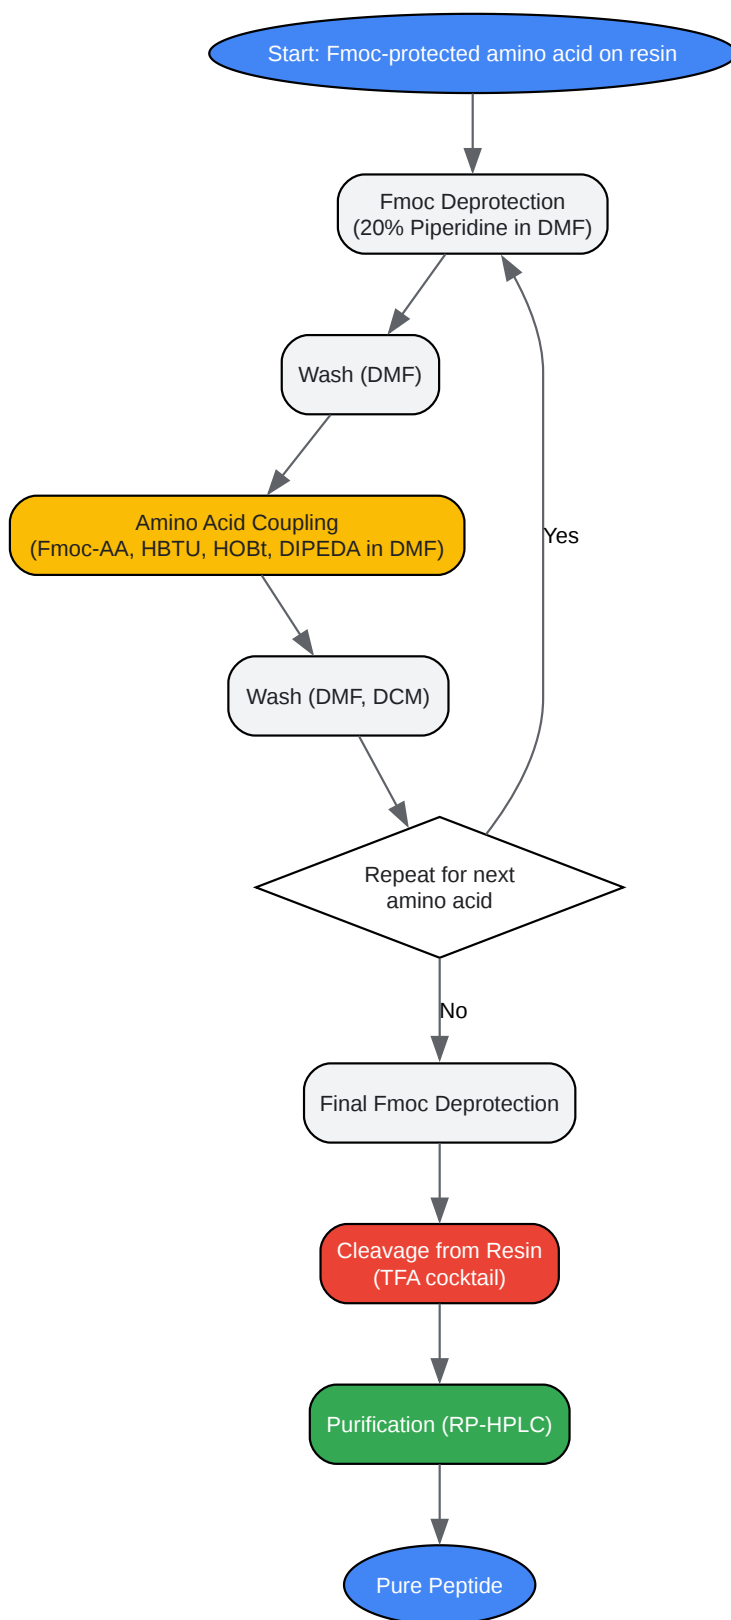 Start: Fmoc-protected amino acid on resin
Fmoc Deprotection
(20% Piperidine in DMF)
Wash (DMF)
Amino Acid Coupling
(Fmoc-AA, HBTU, HOBt, DIPEDA in DMF)
Yes
Wash (DMF, DCM)
Repeat for next
amino acid
No
Final Fmoc Deprotection
Cleavage from Resin
(TFA cocktail)
Purification (RP-HPLC)
Pure Peptide